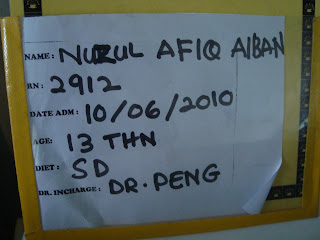 NAME: NURUL AFIQ AIBAN
RN: 2912
DATE ADM: 10/06/2010
AGE: 13 THN
DIET: SD
DR. INCHARGE: DR. PENG